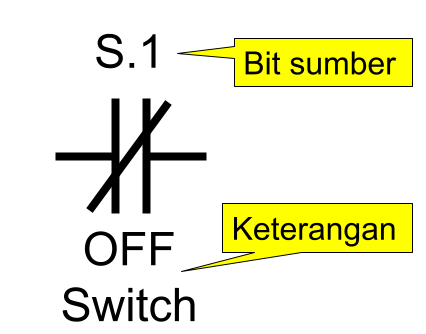 S.1
Bit sumber
Keterangan
OFF
Switch